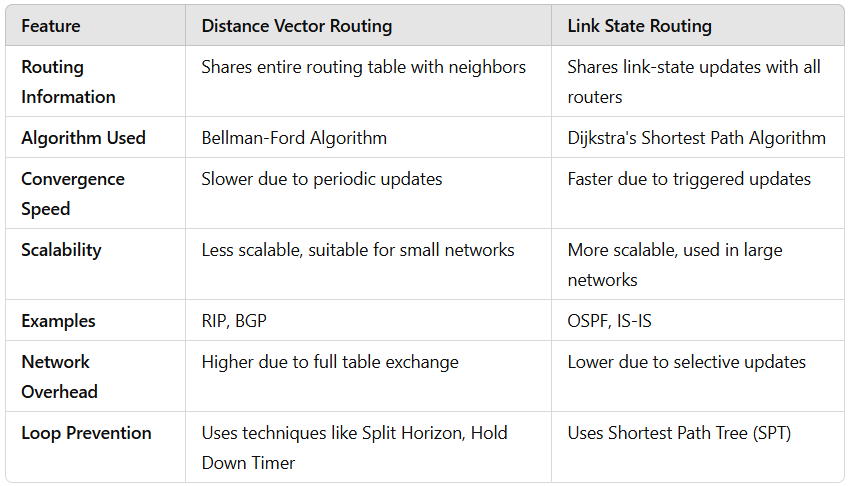 Feature Distance Vector Routing Link State Routing
Routing Information Shares entire routing table with neighbors Shares link-state updates with all routers
Algorithm Used Bellman-Ford Algorithm Dijkstra's Shortest Path Algorithm
Convergence Speed Slower due to periodic updates Faster due to triggered updates
Scalability Less scalable, suitable for small networks More scalable, used in large networks
Examples RIP, BGP OSPF, IS-IS
Network Overhead Higher due to full table exchange Lower due to selective updates
Loop Prevention Uses techniques like Split Horizon, Hold Down Timer Uses Shortest Path Tree (SPT)